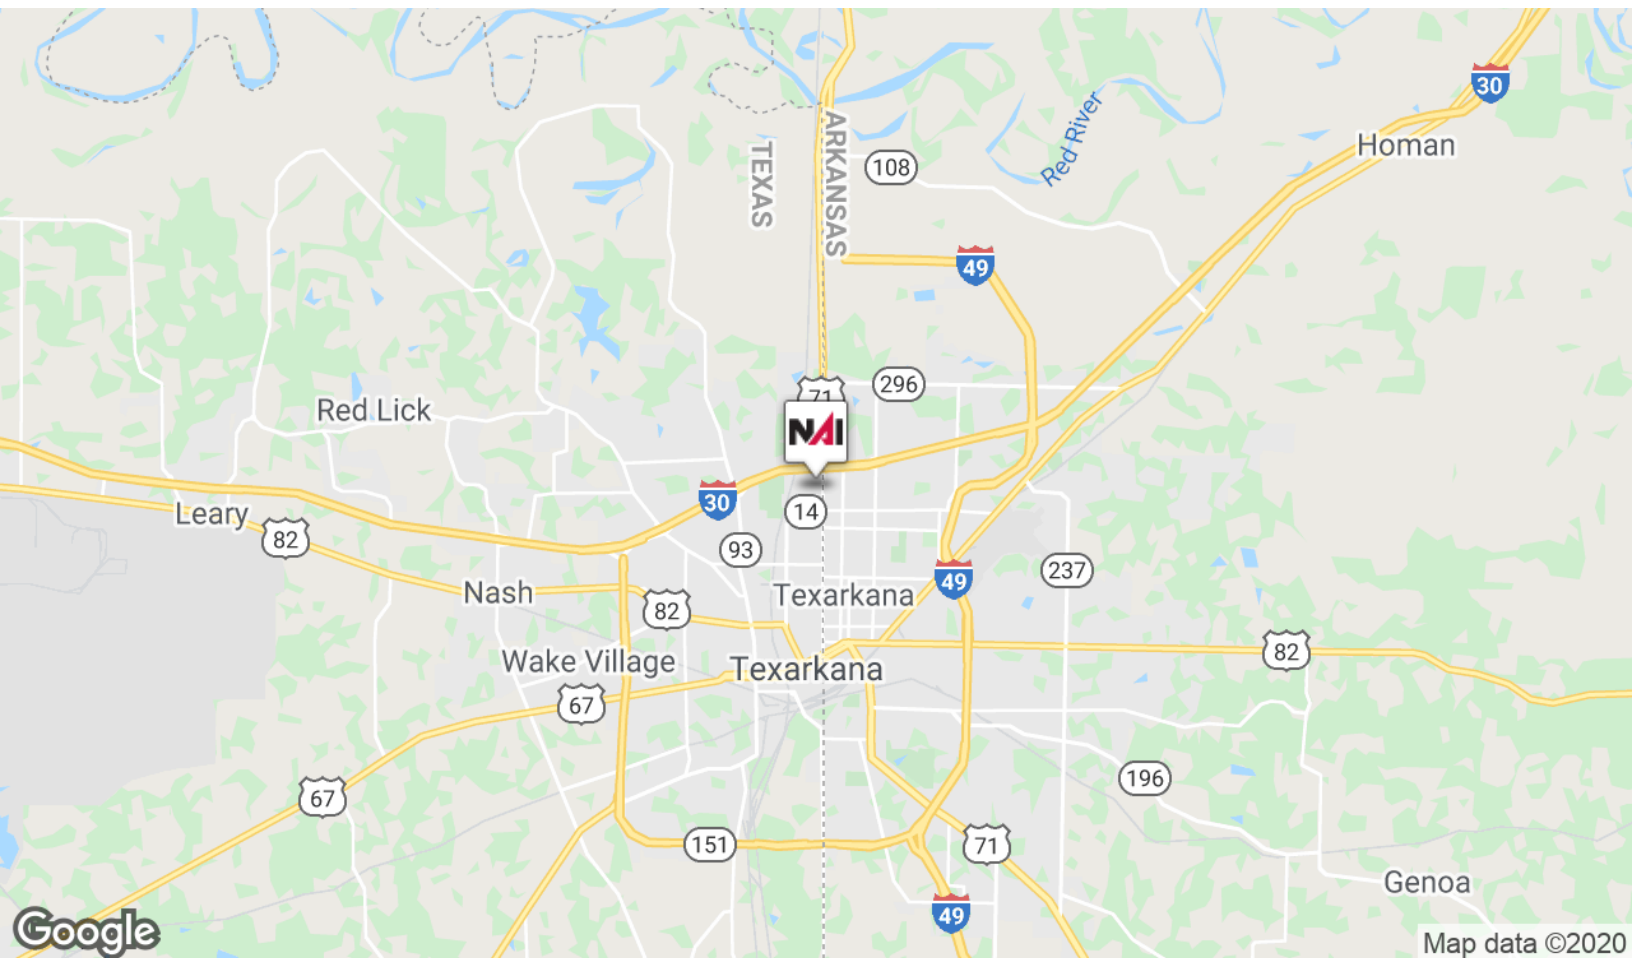 30
Homan
Red River
108
TEXAS
ARKANSAS
49
71
296
Red Lick
NAI
30
14
Leary
82
93
49
237
Nash
82
Texarkana
82
Wake Village
Texarkana
67
67
196
151
71
Genoa
49
Google
Map data ©2020